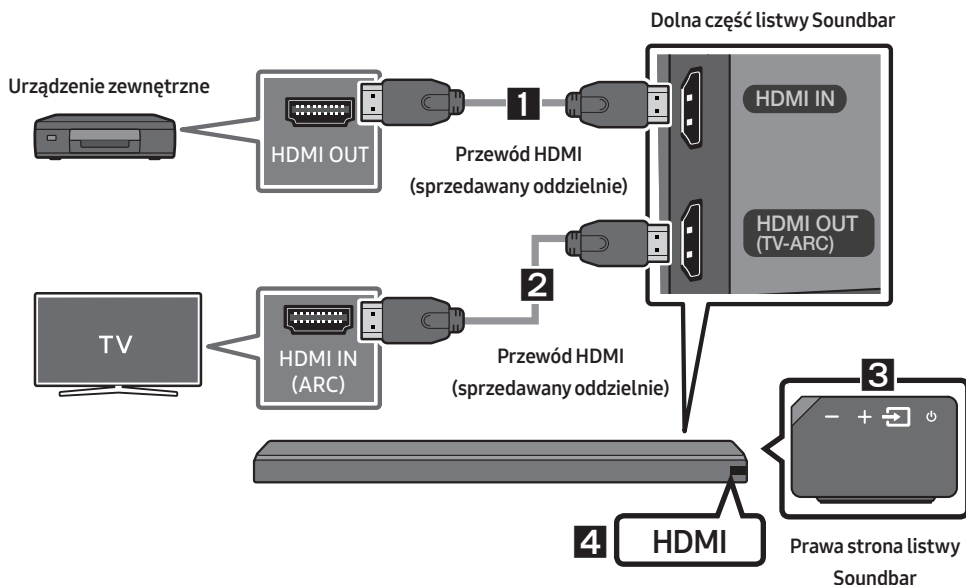 Dolna część listwy Soundbar
Urządzenie zewnętrzne
HDMI OUT
1
HDMI IN
Przewód HDMI
(sprzedawany oddzielnie)
HDMI OUT
(TV-ARC)
2
TV
HDMI IN
(ARC)
Przewód HDMI
(sprzedawany oddzielnie)
3
− +
4
HDMI
Prawa strona listwy
Soundbar